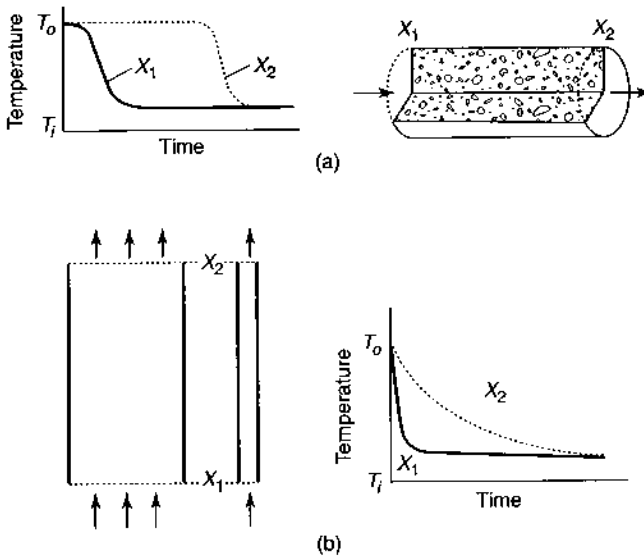 Temperature
T_o
T_i
X_1
X_2
Time
X_1
X_2
(a)
X_2
X_1
Temperature
T_o
T_i
X_2
X_1
Time
(b)